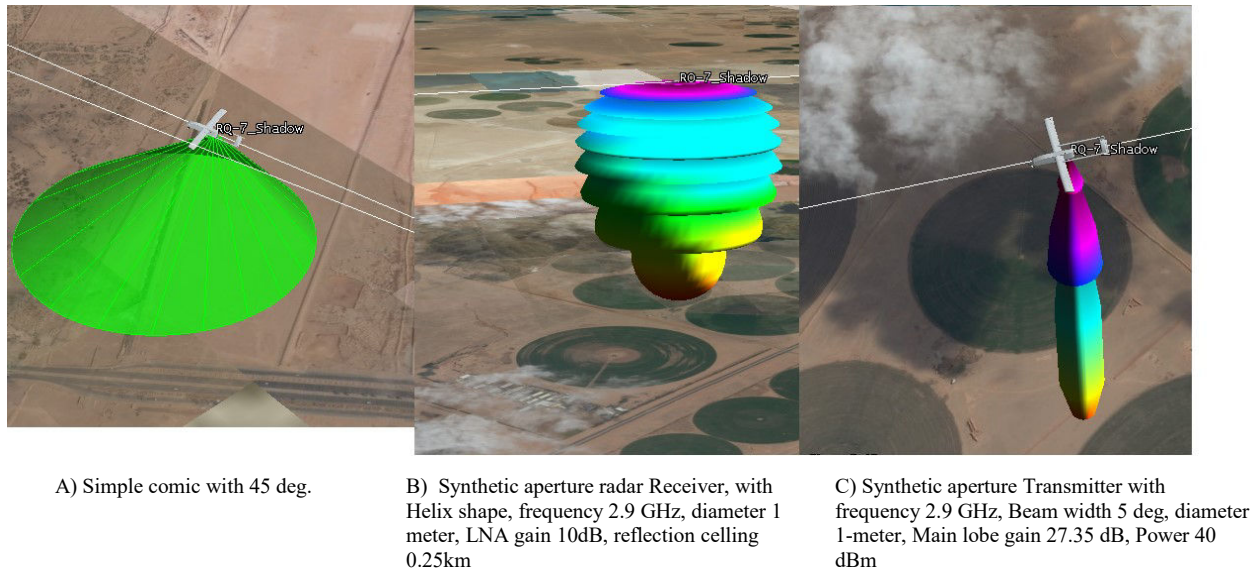 RQ-7_Shadow
RQ-7_Shadow
RQ-7_Shadow
A) Simple comic with 45 deg.
B) Synthetic aperture radar Receiver, with
Helix shape, frequency 2.9 GHz, diameter 1
meter, LNA gain 10dB, reflection celling
0.25km
C) Synthetic aperture Transmitter with
frequency 2.9 GHz, Beam width 5 deg, diameter
1-meter, Main lobe gain 27.35 dB, Power 40
dBm